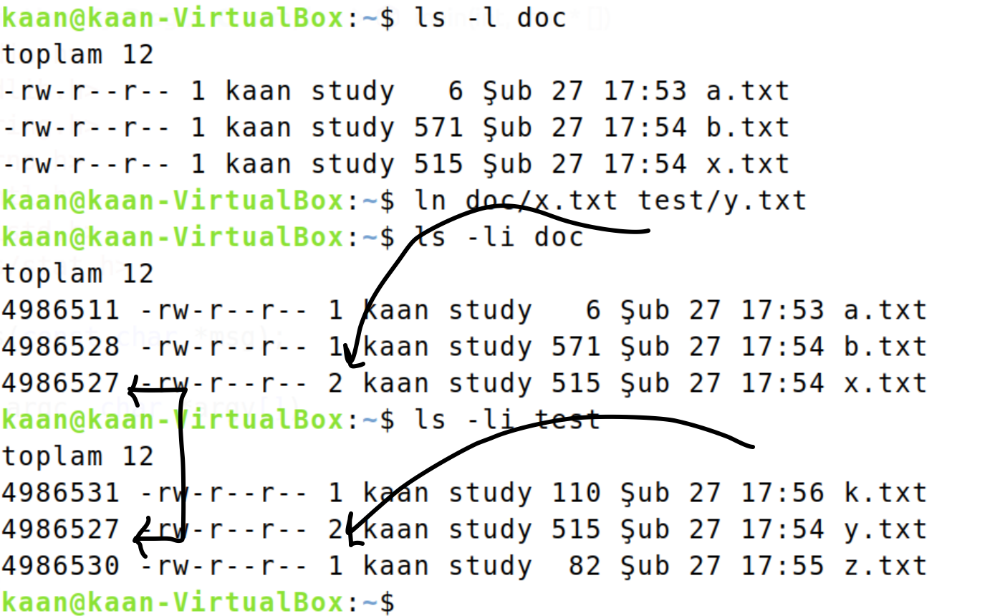 kaan@kaan-VirtualBox:~$ ls -l doc
toplam 12
-rw-r--r-- 1 kaan study   6 Şub 27 17:53 a.txt
-rw-r--r-- 1 kaan study 571 Şub 27 17:54 b.txt
-rw-r--r-- 1 kaan study 515 Şub 27 17:54 x.txt
kaan@kaan-VirtualBox:~$ ln doc/x.txt test/y.txt
kaan@kaan-VirtualBox:~$ ls -li doc
toplam 12
4986511 -rw-r--r-- 1 kaan study   6 Şub 27 17:53 a.txt
4986528 -rw-r--r-- 1 kaan study 571 Şub 27 17:54 b.txt
4986527 -rw-r--r-- 2 kaan study 515 Şub 27 17:54 x.txt
kaan@kaan-VirtualBox:~$ ls -li test
toplam 12
4986531 -rw-r--r-- 1 kaan study 110 Şub 27 17:56 k.txt
4986527 -rw-r--r-- 2 kaan study 515 Şub 27 17:54 y.txt
4986530 -rw-r--r-- 1 kaan study  82 Şub 27 17:55 z.txt
kaan@kaan-VirtualBox:~$